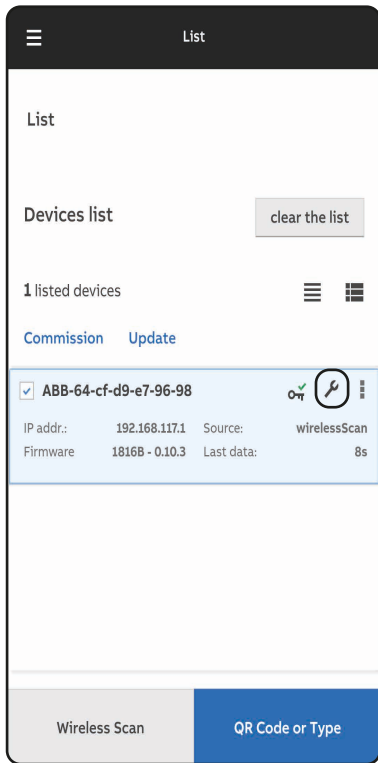 List
List
Devices list
clear the list
1 listed devices
Commission Update
ABB-64-cf-d9-e7-96-98
IP addr.: 192.168.117.1 Source: wirelessScan
Firmware 1816B - 0.10.3 Last data: 8s
Wireless Scan
QR Code or Type